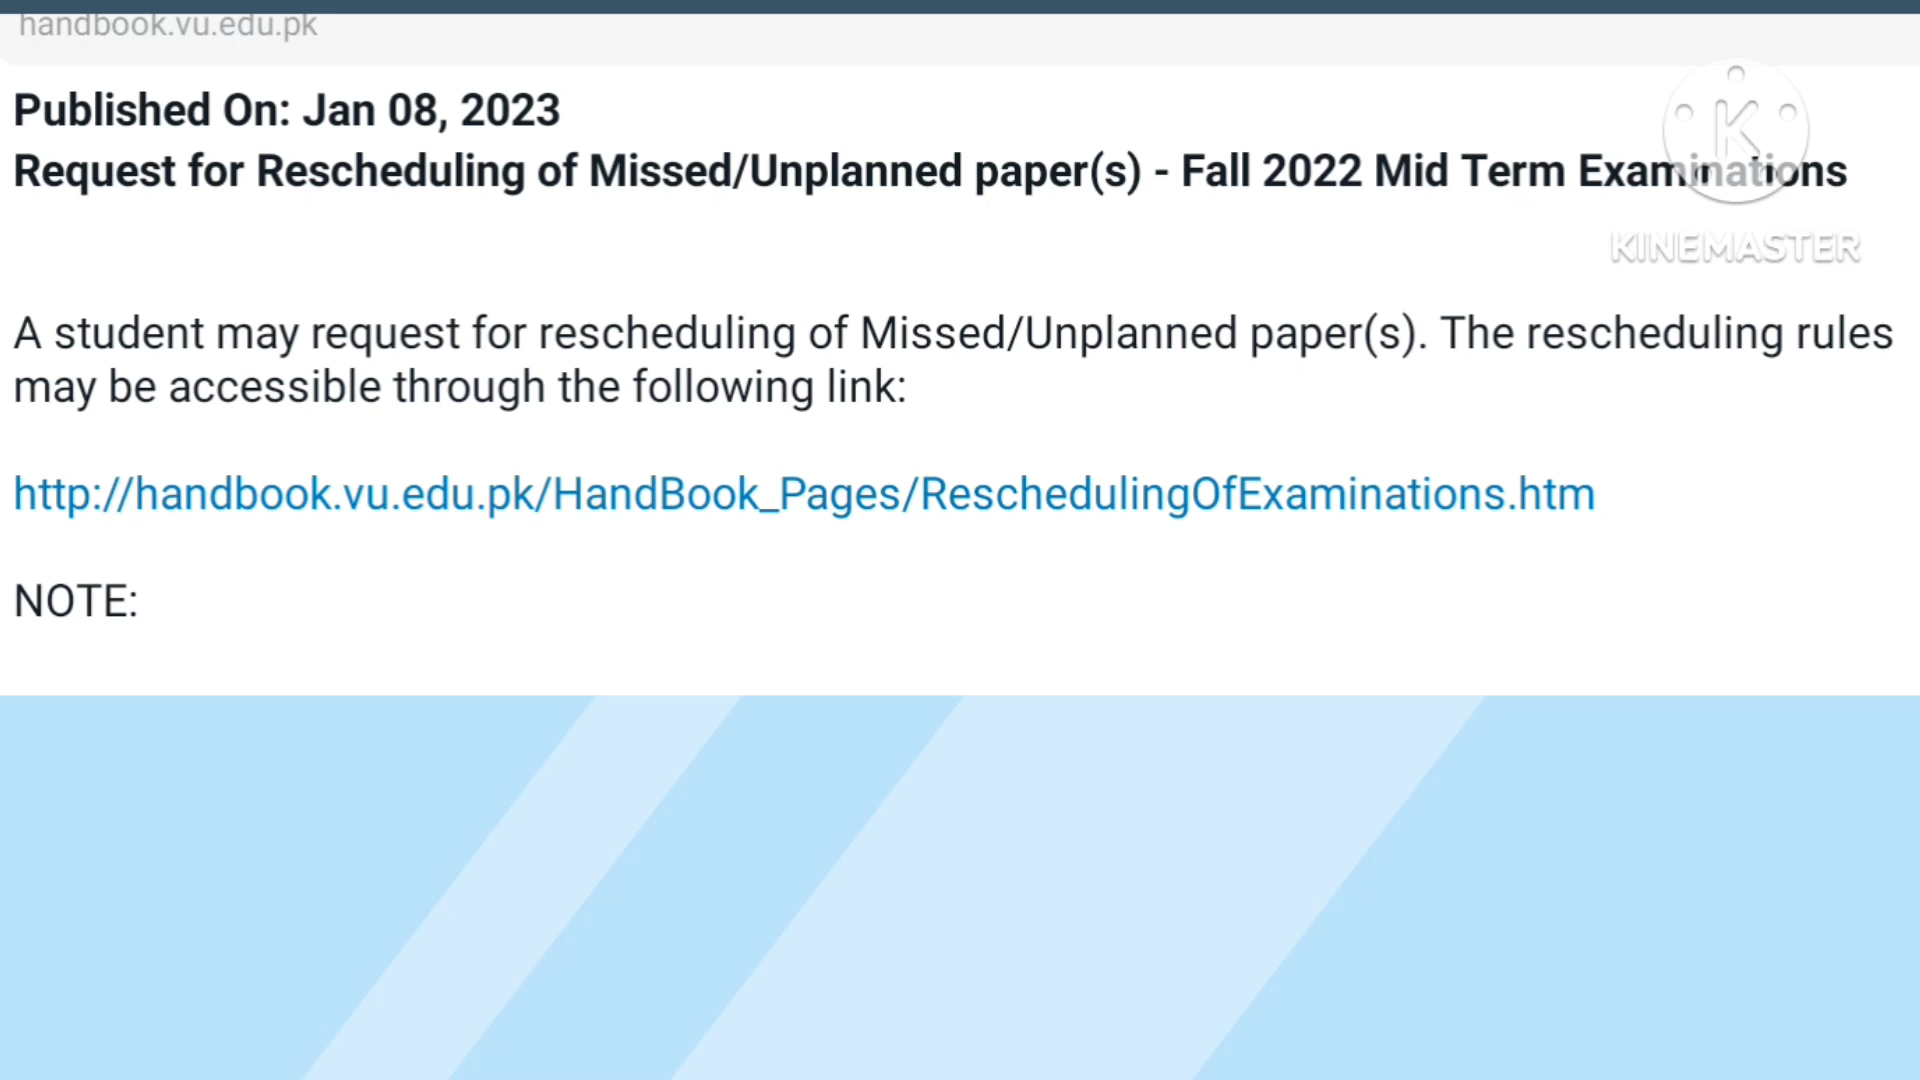 handbook.vu.edu.pk
Published On: Jan 08, 2023
Request for Rescheduling of Missed/Unplanned paper(s) - Fall 2022 Mid Term Examinations
K
KINEMASTER
A student may request for rescheduling of Missed/Unplanned paper(s). The rescheduling rules
may be accessible through the following link:
http://handbook.vu.edu.pk/HandBook_Pages/ReschedulingOfExaminations.htm
NOTE: